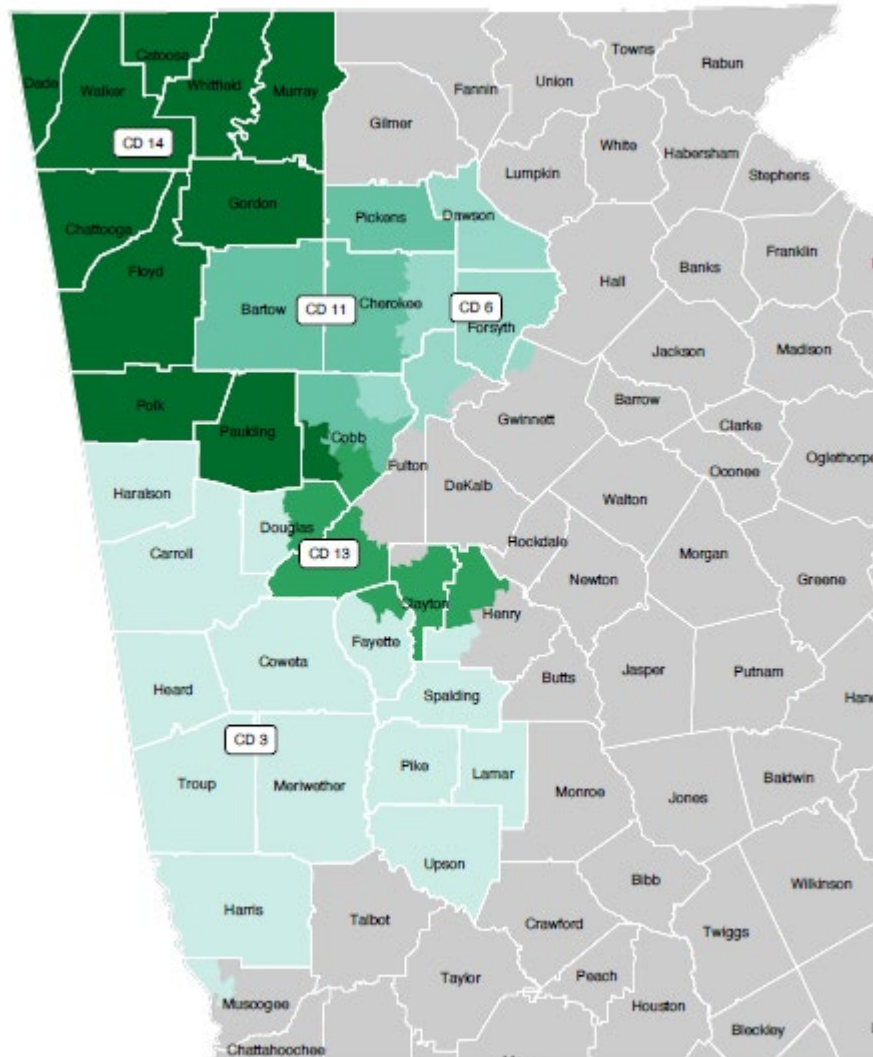 Towns
Rabun
Catoosa
Fannin
Union
Dade
Walker
Whitfield
Murray
Gilmer
White
Habersham
CD 14
Lumpkin
Stephens
Gordon
Pickens
Dawson
Chattooga
Franklin
Floyd
Hall
Banks
Bartow
CD 11
Cherokee
CD 6
Forsyth
Jackson
Madison
Polk
Barrow
Gwinnett
Clarke
Paulding
Cobb
Oglethorpe
Fulton
Oconee
Haralson
DeKalb
Walton
Douglas
Carroll
CD 13
Rockdale
Morgan
Newton
Greene
Clayton
Henry
Fayette
Coweta
Heard
Spalding
Butts
Jasper
Putnam
CD 3
Troup
Meriwether
Pike
Lamar
Monroe
Jones
Baldwin
Upson
Bibb
Wilkinson
Harris
Talbot
Crawford
Twiggs
Taylor
Peach
Muscogee
Houston
Bleckley
Chattahoochee